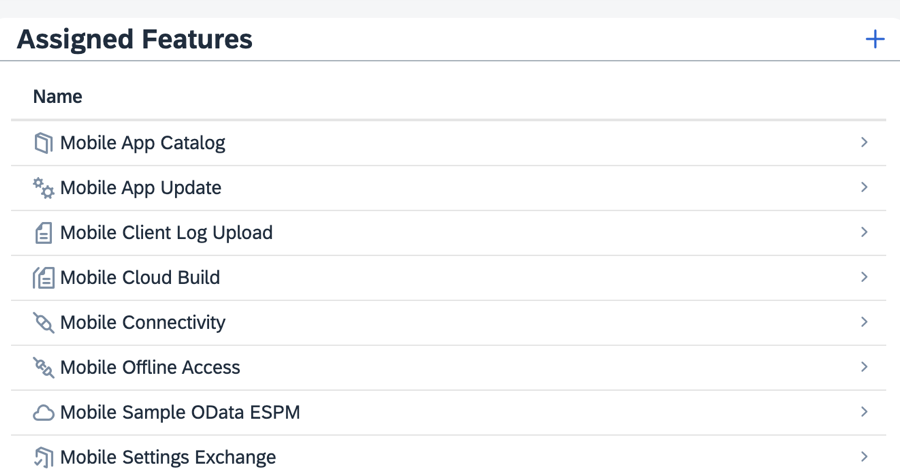 Assigned Features
Name
Mobile App Catalog
Mobile App Update
Mobile Client Log Upload
Mobile Cloud Build
Mobile Connectivity
Mobile Offline Access
Mobile Sample OData ESPM
Mobile Settings Exchange